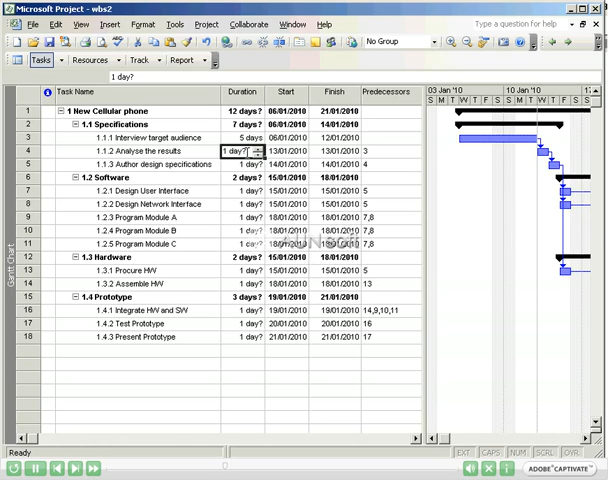 Microsoft Project - wbs2
File Edit View Insert Format Tools Project Collaborate Window Help Type a question for help
No Group
Tasks Resources Track Report
1 day?
Task Name Duration Start Finish Predecessors 03 Jan '10 10 Jan '10 17
S M T W T F S S M T W T F S S
1 1 New Cellular phone 12 days? 06/01/2010 21/01/2010
2 1.1 Specifications 7 days? 06/01/2010 14/01/2010
3 1.1.1 Interview target audience 5 days 06/01/2010 12/01/2010
4 1.1.2 Analyse the results 1 day? 13/01/2010 13/01/2010 3
5 1.1.3 Author design specifications 1 day? 14/01/2010 14/01/2010 4
6 1.2 Software 2 days? 15/01/2010 18/01/2010
7 1.2.1 Design User Interface 1 day? 15/01/2010 15/01/2010 5
8 1.2.2 Design Network Interface 1 day? 15/01/2010 15/01/2010 5
9 1.2.3 Program Module A 1 day? 18/01/2010 18/01/2010 7,8
10 1.2.4 Program Module B 1 day? 18/01/2010 18/01/2010 7,8
11 1.2.5 Program Module C 1 day? 18/01/2010 18/01/2010 7,8
12 1.3 Hardware 2 days? 15/01/2010 18/01/2010
13 1.3.1 Procure HW 1 day? 15/01/2010 15/01/2010 5
14 1.3.2 Assemble HW 1 day? 18/01/2010 18/01/2010 13
15 1.4 Prototype 3 days? 19/01/2010 21/01/2010
16 1.4.1 Integrate HW and SW 1 day? 19/01/2010 19/01/2010 14,9,10,11
17 1.4.2 Test Prototype 1 day? 20/01/2010 20/01/2010 16
18 1.4.3 Present Prototype 1 day? 21/01/2010 21/01/2010 17
Gantt Chart
AUNsoft
Ready EXT CAPS NUM SCRL OVR
ADOBE CAPTIVATE